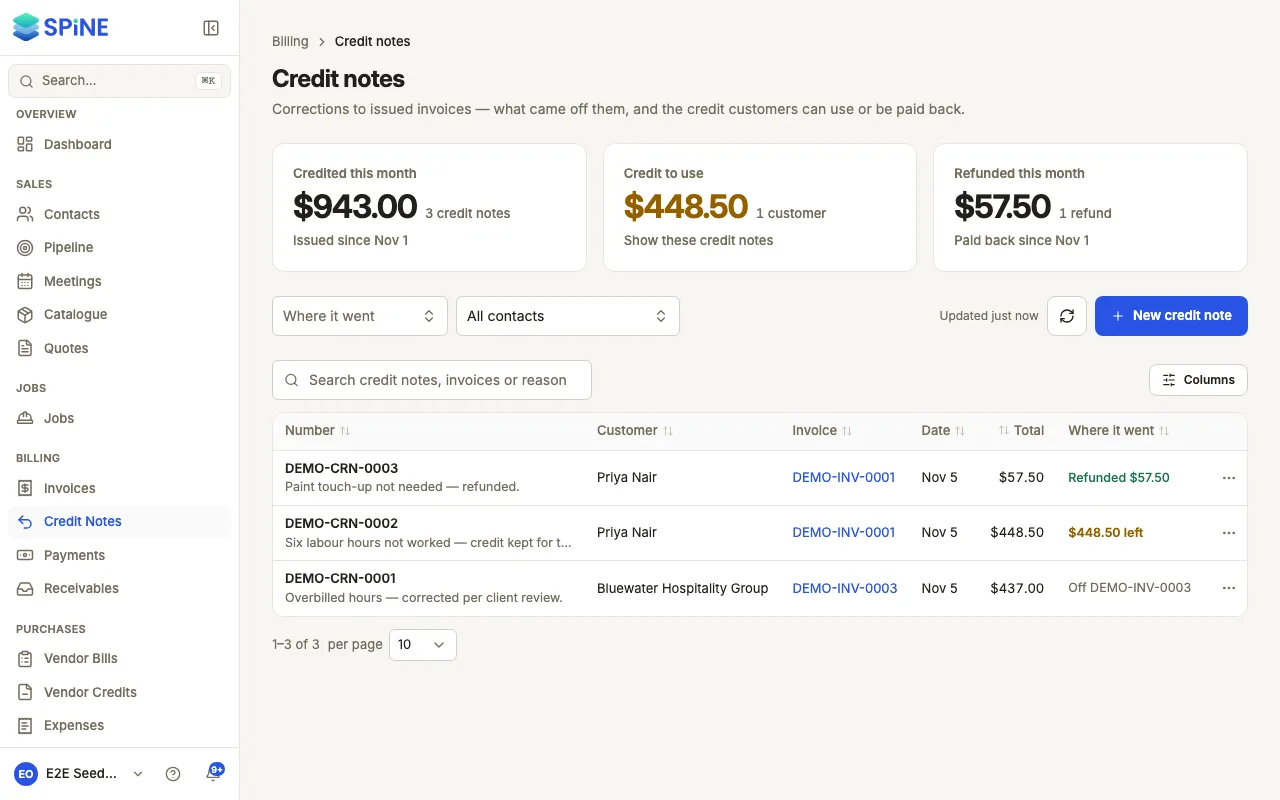 SPiNE
Search...
⌘K
OVERVIEW
Dashboard
SALES
Contacts
Pipeline
Meetings
Catalogue
Quotes
JOBS
Jobs
BILLING
Invoices
Credit Notes
Payments
Receivables
PURCHASES
Vendor Bills
Vendor Credits
Expenses
EO
E2E Seed...
9+
Billing
Credit notes
Credit notes
Corrections to issued invoices — what came off them, and the credit customers can use or be paid back.
Credited this month
$943.00 3 credit notes
Issued since Nov 1
Credit to use
$448.50 1 customer
Show these credit notes
Refunded this month
$57.50 1 refund
Paid back since Nov 1
Where it went
All contacts
Updated just now
New credit note
Search credit notes, invoices or reason
Columns
Number Customer Invoice Date Total Where it went
DEMO-CRN-0003
Paint touch-up not needed — refunded.
Priya Nair DEMO-INV-0001 Nov 5 $57.50 Refunded $57.50
DEMO-CRN-0002
Six labour hours not worked — credit kept for t...
Priya Nair DEMO-INV-0001 Nov 5 $448.50 $448.50 left
DEMO-CRN-0001
Overbilled hours — corrected per client review.
Bluewater Hospitality Group DEMO-INV-0003 Nov 5 $437.00 Off DEMO-INV-0003
1–3 of 3 per page 10